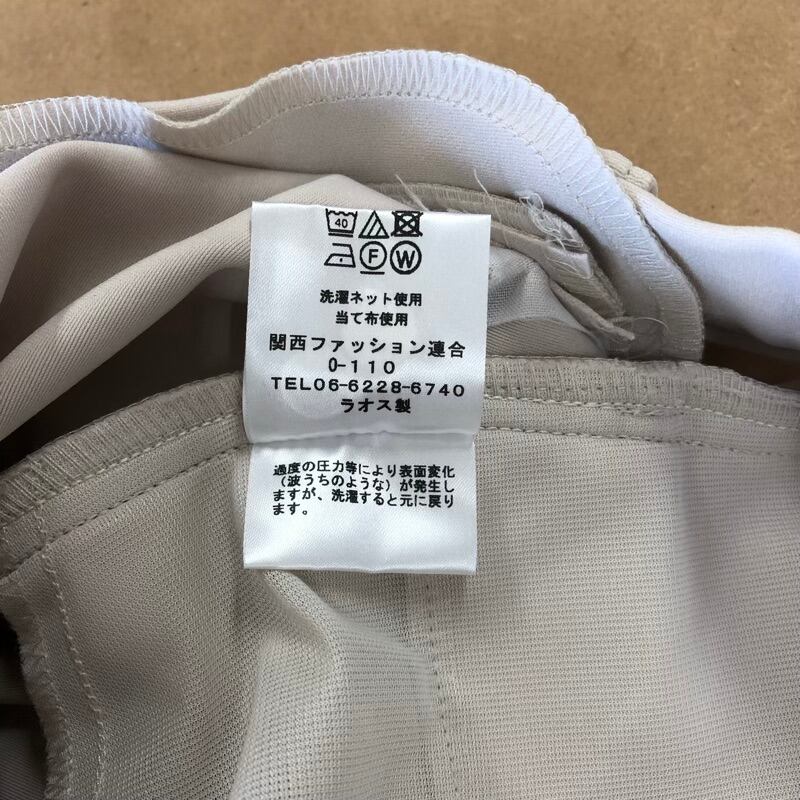 40
F W
洗濯ネット使用
当て布使用
関西ファッション連合
0-110
TEL06-6228-6740
ラオス製
過度の圧力等により表面変化
(波うちのような)が発生し
ますが、洗濯すると元に戻り
ます。